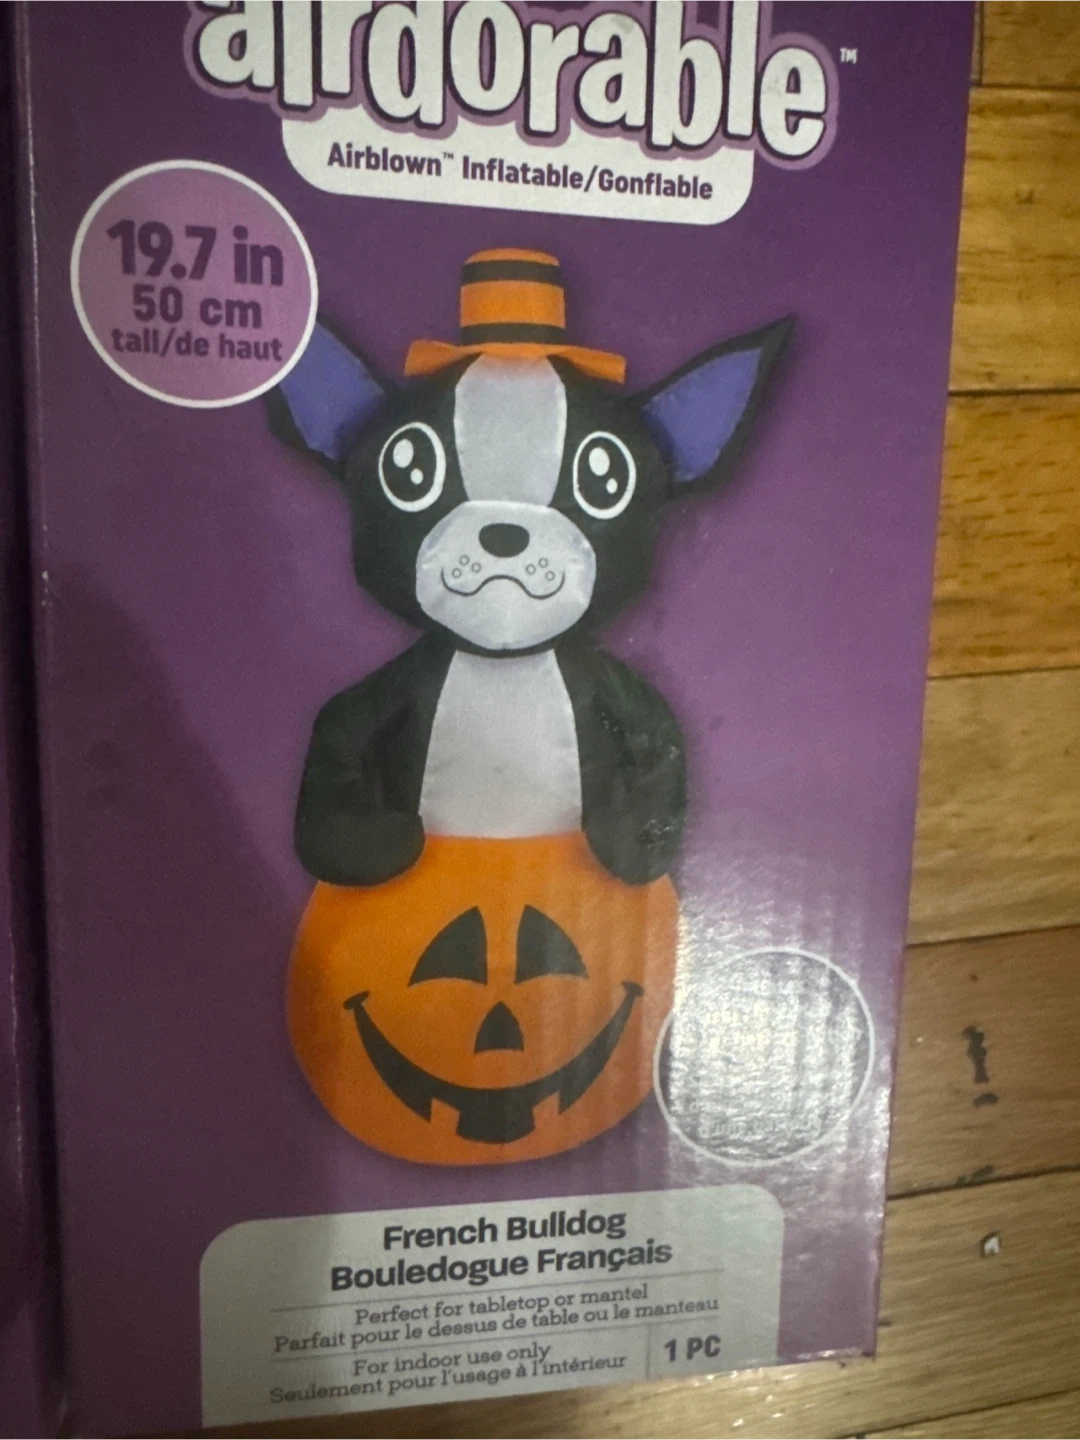 airdorable™
Airblown™ Inflatable/Gonflable
19.7 in
50 cm
tall/de haut
French Bulldog
Bouledogue Français
Perfect for tabletop or mantel
Parfait pour le dessus de table ou le manteau
For indoor use only
Seulement pour l'usage à l'intérieur
1 PC